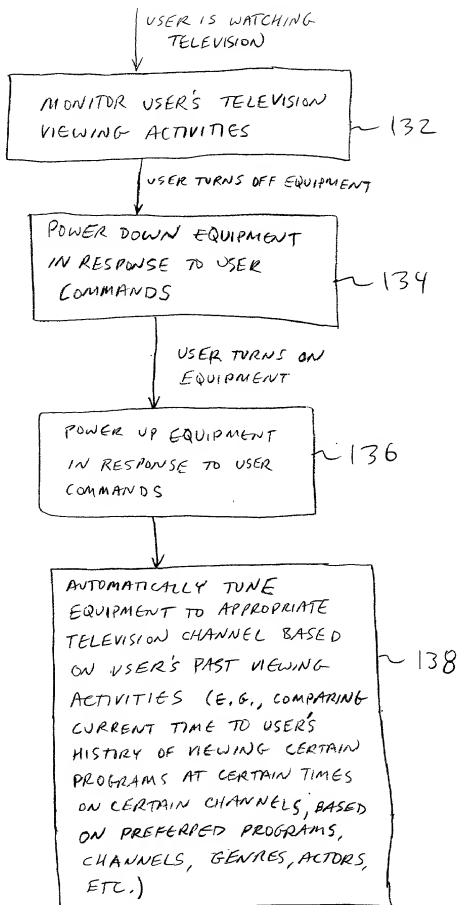 USER IS WATCHING
TELEVISION
MONITOR USER'S TELEVISION
VIEWING ACTIVITIES
132
USER TURNS OFF EQUIPMENT
POWER DOWN EQUIPMENT
IN RESPONSE TO USER
COMMANDS
134
USER TURNS ON
EQUIPMENT
POWER UP EQUIPMENT
IN RESPONSE TO USER
COMMANDS
136
AUTOMATICALLY TUNE
EQUIPMENT TO APPROPRIATE
TELEVISION CHANNEL BASED
ON USER'S PAST VIEWING
ACTIVITIES (E.G., COMPARING
CURRENT TIME TO USER'S
HISTORY OF VIEWING CERTAIN
PROGRAMS AT CERTAIN TIMES
ON CERTAIN CHANNELS, BASED
ON PREFERRED PROGRAMS,
CHANNELS, GENRES, ACTORS,
ETC.)
138